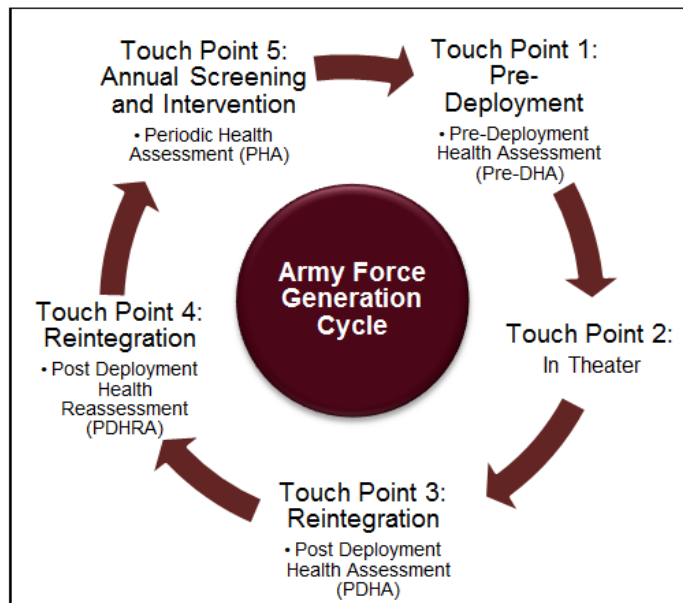 Touch Point 5:
Annual Screening
and Intervention
• Periodic Health
Assessment (PHA)
Touch Point 1:
Pre-
Deployment
• Pre-Deployment
Health Assessment
(Pre-DHA)
Army Force
Generation
Cycle
Touch Point 2:
In Theater
Touch Point 3:
Reintegration
• Post Deployment
Health Assessment
(PDHA)
Touch Point 4:
Reintegration
• Post Deployment
Health
Reassessment
(PDHRA)